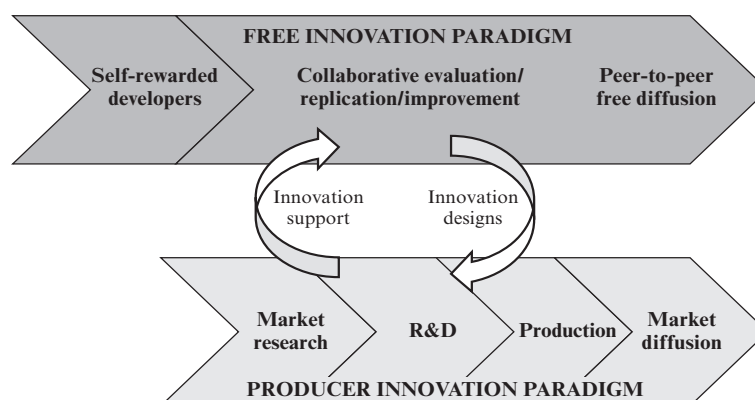 FREE INNOVATION PARADIGM
Self-rewarded
developers
Collaborative evaluation/
replication/improvement
Peer-to-peer
free diffusion
Innovation
support
Innovation
designs
Market
research
R&D
Production
Market
diffusion
PRODUCER INNOVATION PARADIGM